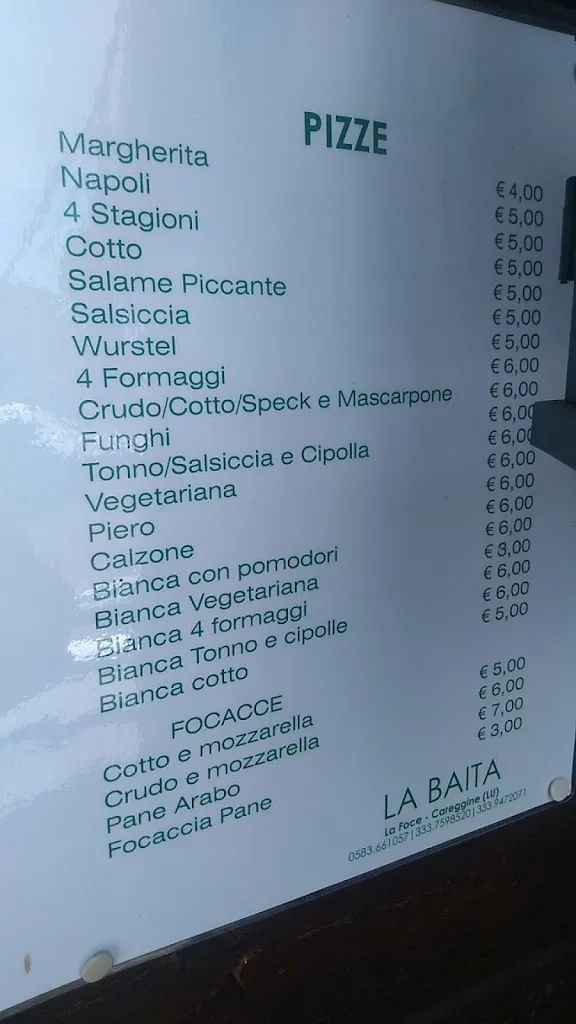 PIZZE
Margherita € 4,00
Napoli € 5,00
4 Stagioni € 5,00
Cotto € 5,00
Salame Piccante € 5,00
Salsiccia € 5,00
Wurstel € 5,00
4 Formaggi € 6,00
Crudo/Cotto/Speck e Mascarpone € 6,00
Funghi € 6,00
Tonno/Salsiccia e Cipolla € 6,00
Vegetariana € 6,00
Piero € 6,00
Calzone € 6,00
Bianca con pomodori € 6,00
Bianca Vegetariana € 3,00
Bianca 4 formaggi € 6,00
Bianca Tonno e cipolle € 6,00
Bianca cotto € 5,00
FOCACCE
Cotto e mozzarella € 5,00
Crudo e mozzarella € 6,00
Pane Arabo € 7,00
Focaccia Pane € 3,00
LA BAITA
La Foce - Careggine (LU)
0583.661057 | 333.7598520 | 333.9472071